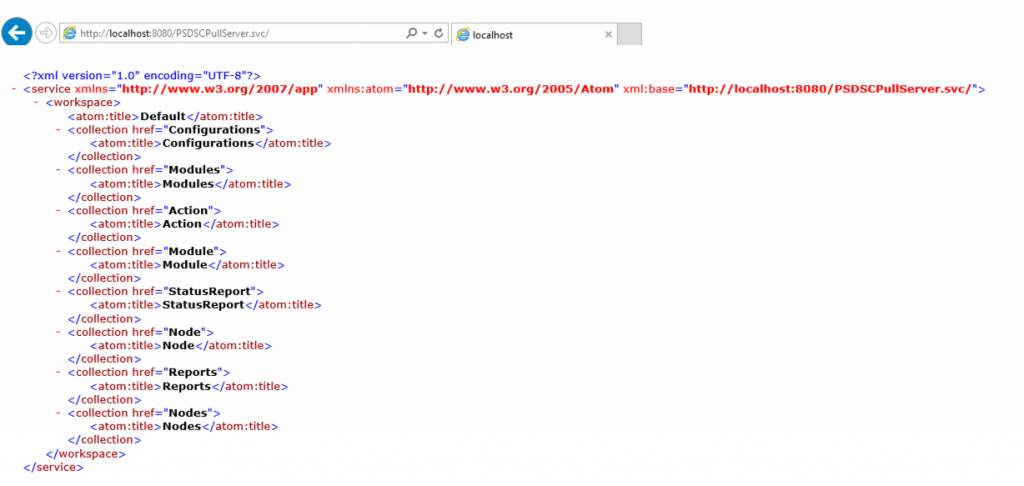 http://localhost:8080/PSDSCPullServer.svc/
localhost
<?xml version="1.0" encoding="UTF-8"?>
- <service xmlns="http://www.w3.org/2007/app" xmlns:atom="http://www.w3.org/2005/Atom" xml:base="http://localhost:8080/PSDSCPullServer.svc/">
- <workspace>
<atom:title>Default</atom:title>
- <collection href="Configurations">
<atom:title>Configurations</atom:title>
</collection>
- <collection href="Modules">
<atom:title>Modules</atom:title>
</collection>
- <collection href="Action">
<atom:title>Action</atom:title>
</collection>
- <collection href="Module">
<atom:title>Module</atom:title>
</collection>
- <collection href="StatusReport">
<atom:title>StatusReport</atom:title>
</collection>
- <collection href="Node">
<atom:title>Node</atom:title>
</collection>
- <collection href="Reports">
<atom:title>Reports</atom:title>
</collection>
- <collection href="Nodes">
<atom:title>Nodes</atom:title>
</collection>
</workspace>
</service>